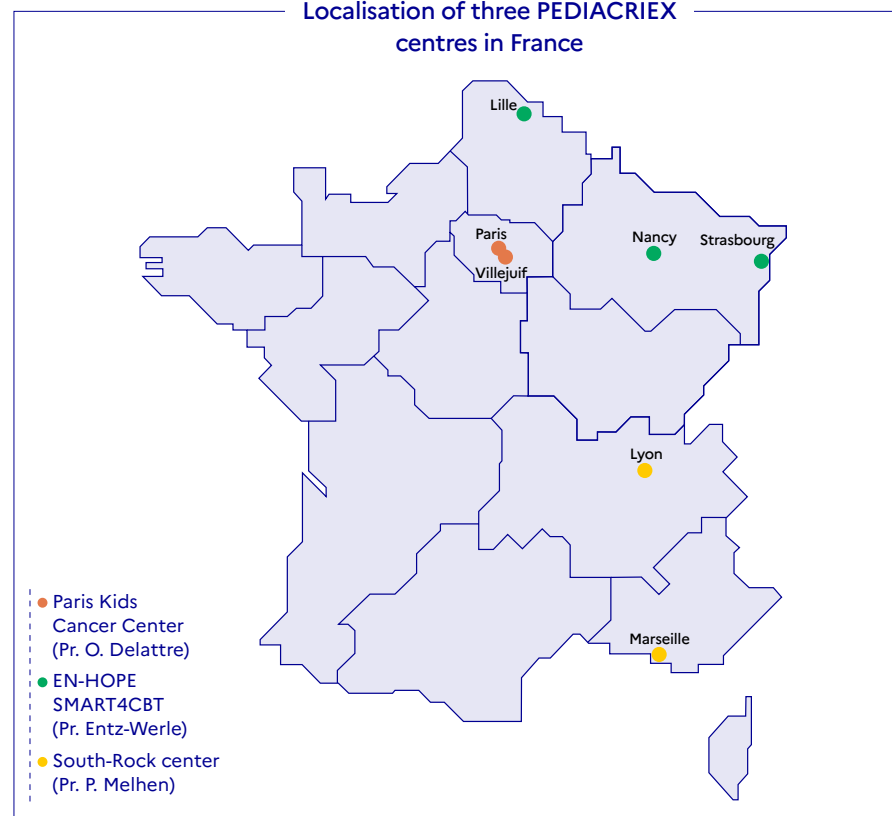 Localisation of three PEDIACRIEX
centres in France
Lille
Paris
Villejuif
Nancy
Strasbourg
Lyon
Marseille
Paris Kids
Cancer Center
(Pr. O. Delattre)
EN-HOPE
SMART4CBT
(Pr. Entz-Werle)
South-Rock center
(Pr. P. Melhen)